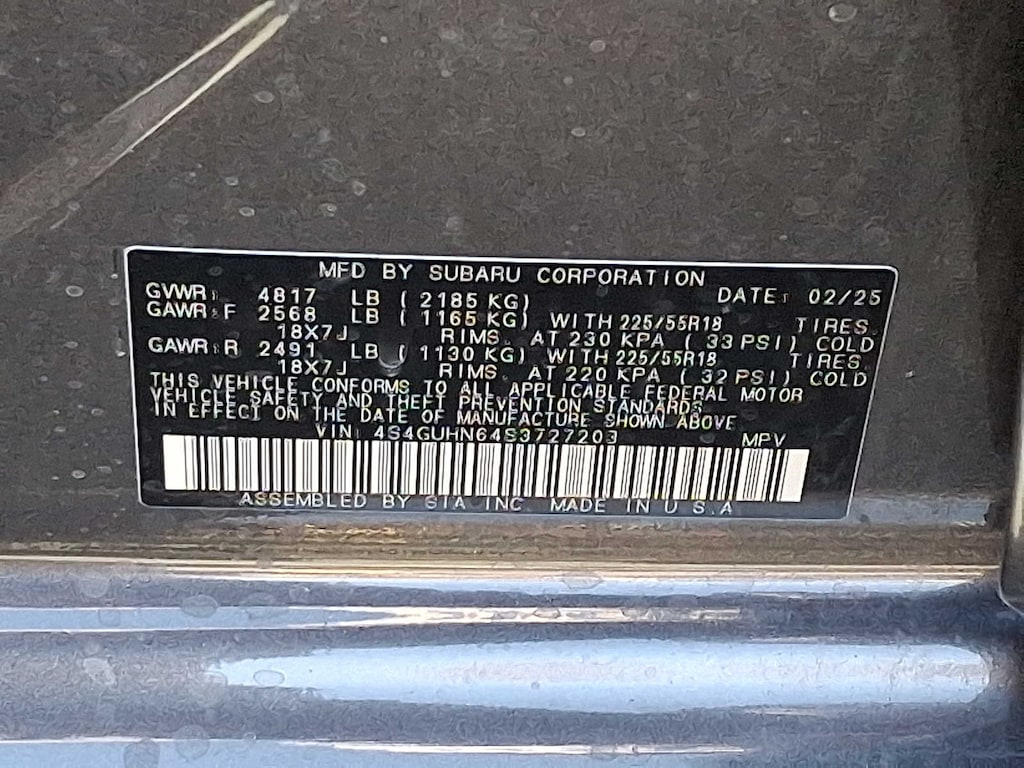 MFD BY SUBARU CORPORATION
GVWR: 4817 LB ( 2185 KG) DATE: 02/25
GAWR: F 2568 LB ( 1165 KG) WITH 225/55R18 TIRES
18X7J RIMS. AT 230 KPA ( 33 PSI) COLD
GAWR: R 2491 LB ( 1130 KG) WITH 225/55R18 TIRES
18X7J RIMS. AT 220 KPA ( 32 PSI) COLD
THIS VEHICLE CONFORMS TO ALL APPLICABLE FEDERAL MOTOR
VEHICLE SAFETY AND THEFT PREVENTION STANDARDS
IN EFFECT ON THE DATE OF MANUFACTURE SHOWN ABOVE
VIN: 4S4GUHN64S3727203 MPV
ASSEMBLED BY SIA INC MADE IN U.S.A